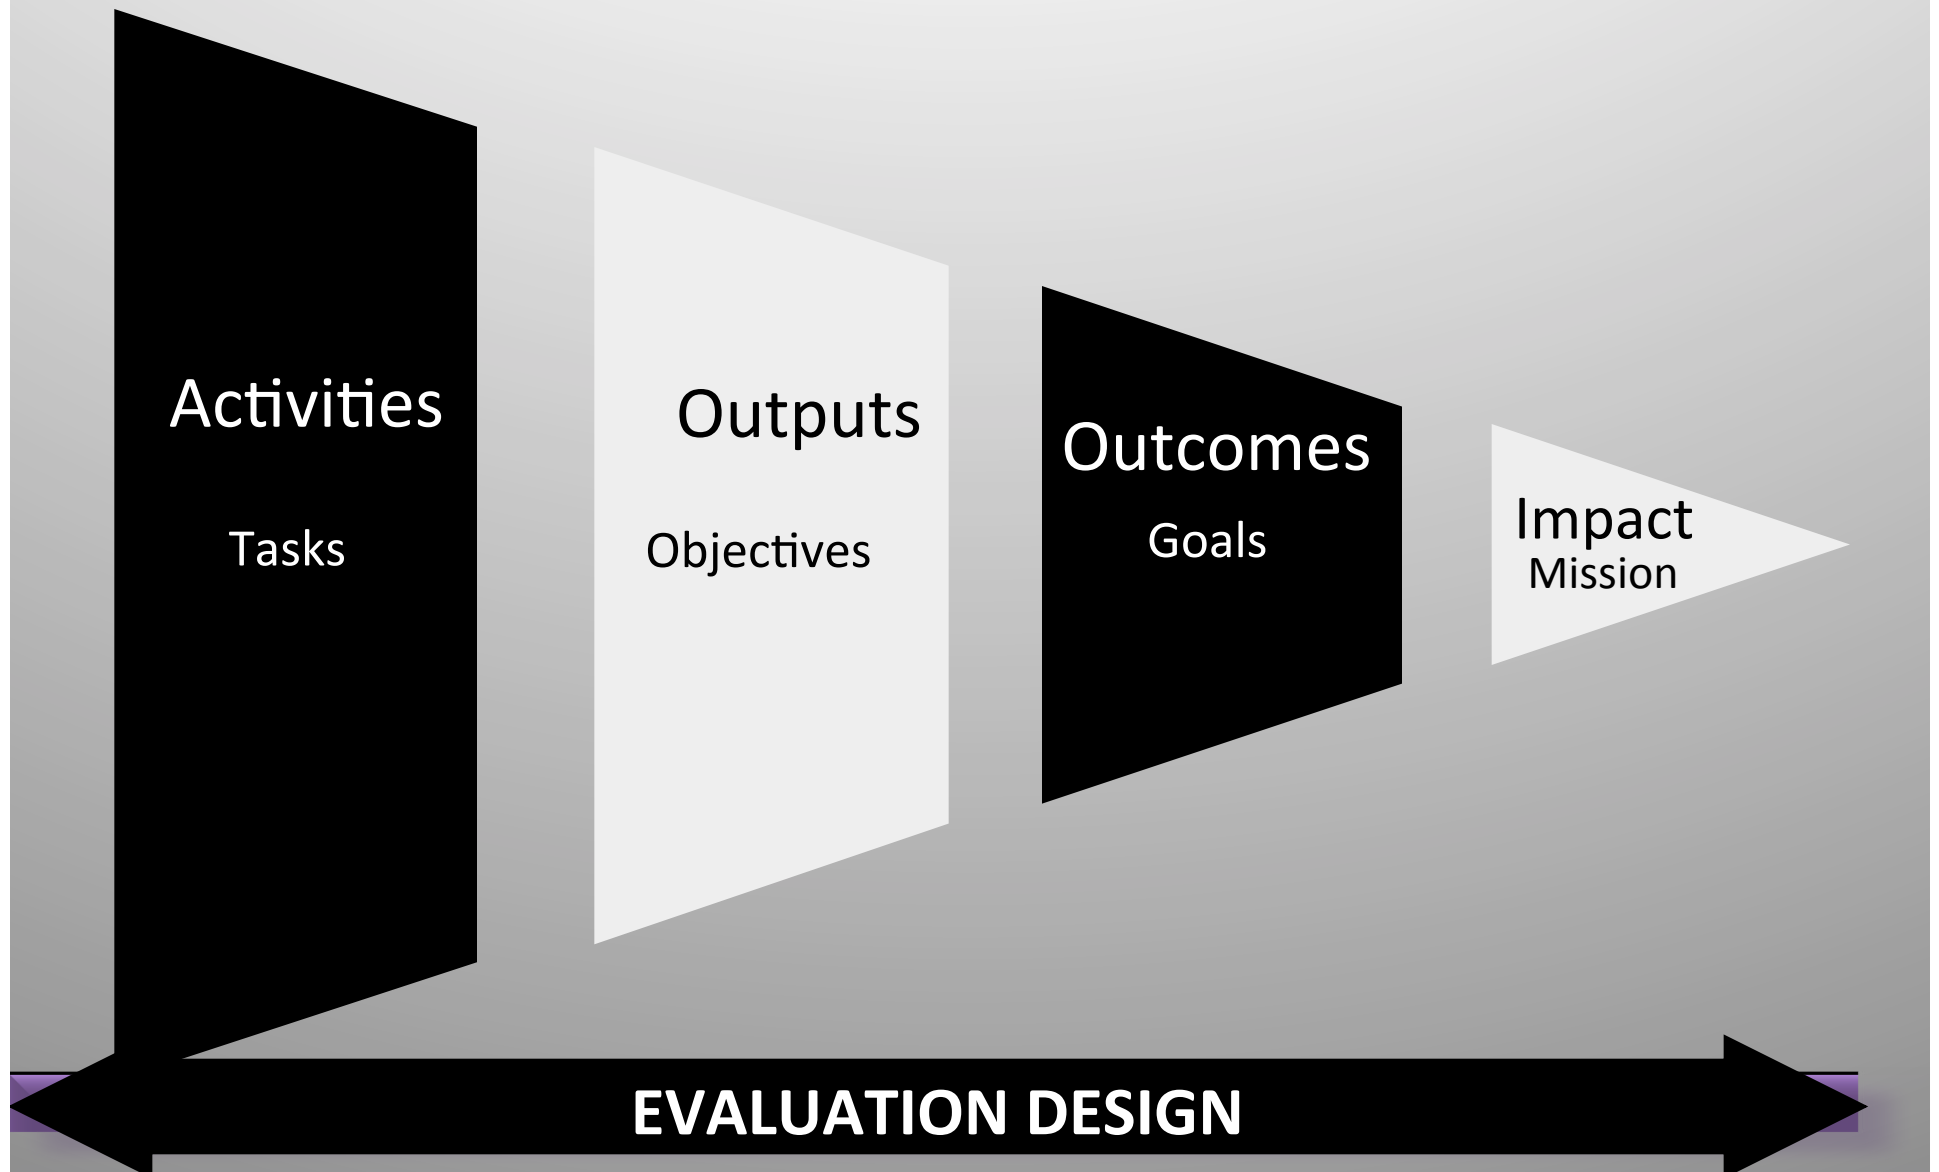 Activities
Tasks
Outputs
Objectives
Outcomes
Goals
Impact
Mission
EVALUATION DESIGN